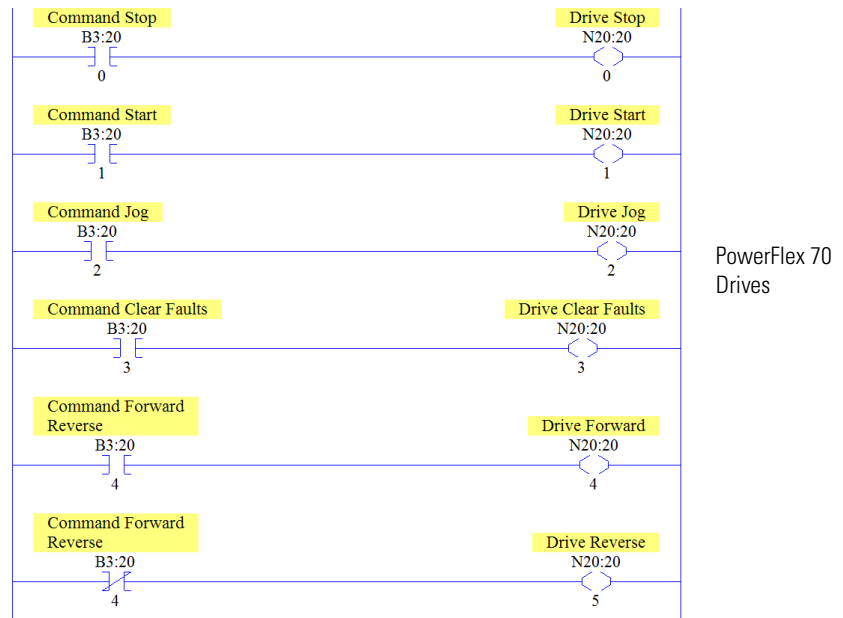 Command Stop
Drive Stop
B3:20
N20:20
0
0
Command Start
Drive Start
B3:20
N20:20
1
1
Command Jog
Drive Jog
B3:20
N20:20
2
2
PowerFlex 70
Drives
Command Clear Faults
Drive Clear Faults
B3:20
N20:20
3
3
Command Forward
Reverse
Drive Forward
B3:20
N20:20
4
4
Command Forward
Reverse
Drive Reverse
B3:20
N20:20
4
5